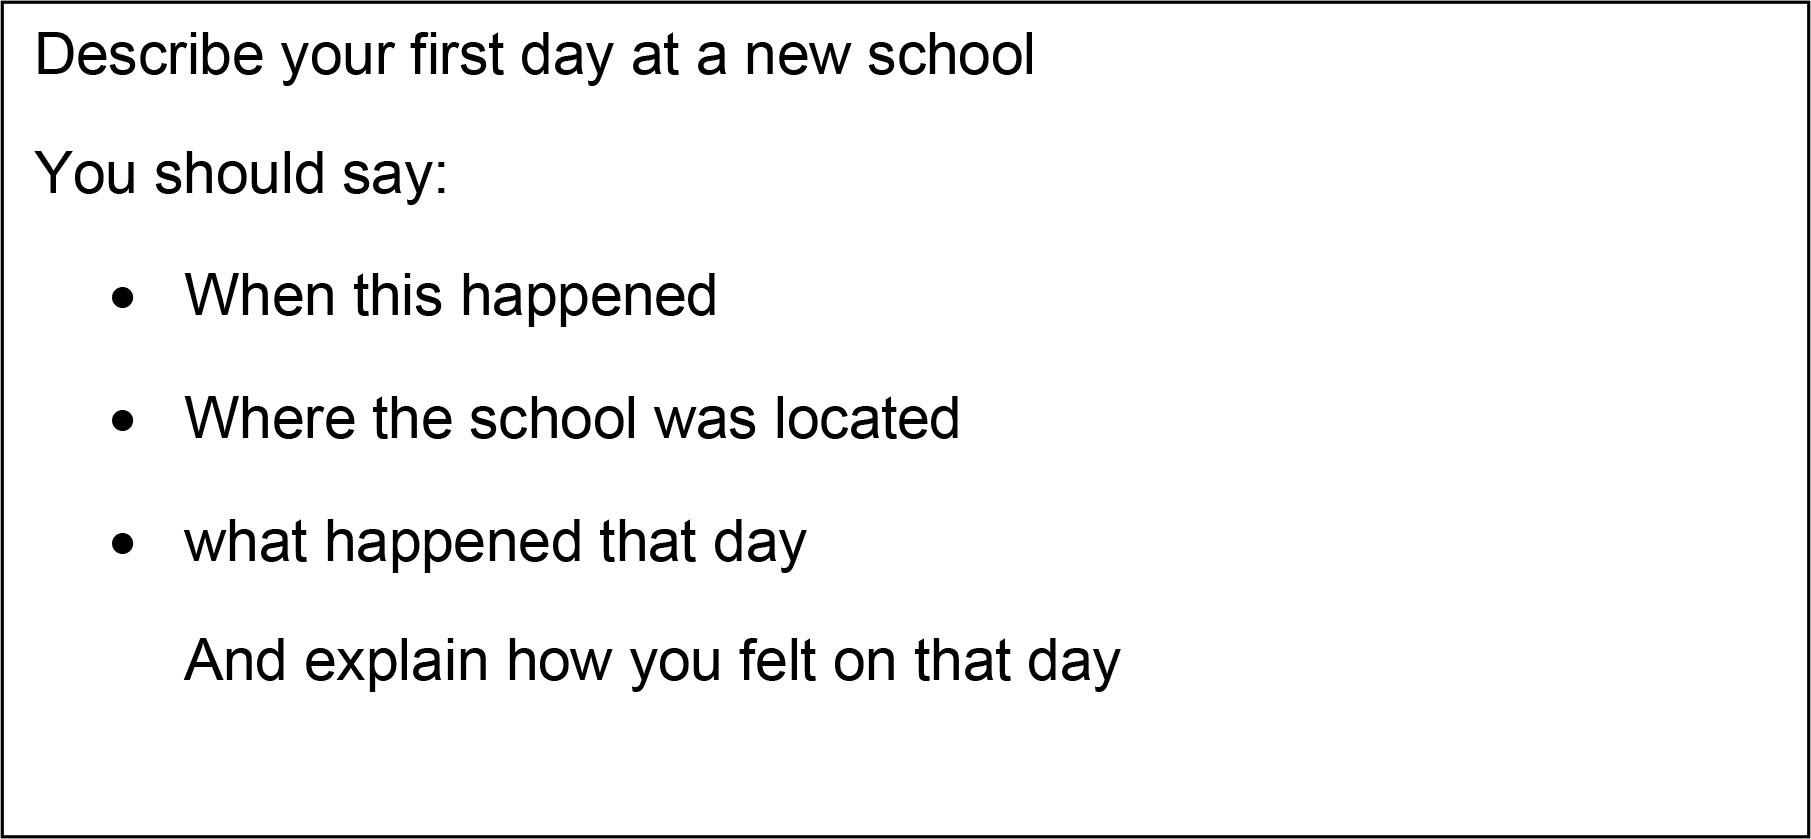 Describe your first day at a new school
You should say:
• When this happened
• Where the school was located
• what happened that day
And explain how you felt on that day